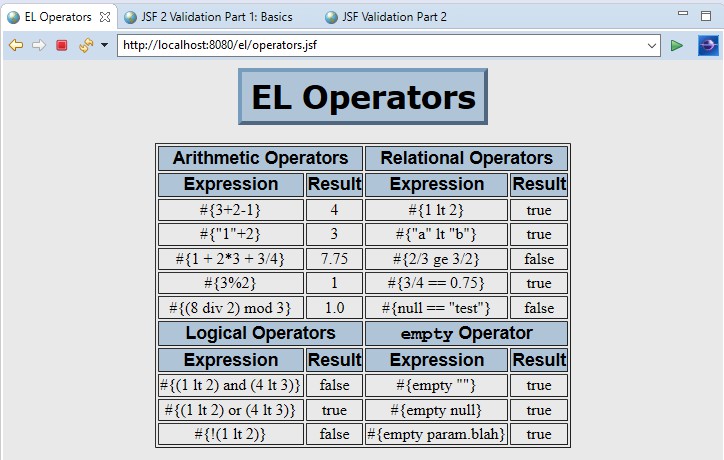 EL Operators JSF 2 Validation Part 1: Basics JSF Validation Part 2
http://localhost:8080/el/operators.jsf
EL Operators
Arithmetic Operators Relational Operators
Expression Result Expression Result
#{3+2-1} 4 #{1 lt 2} true
#{"1"+2} 3 #{"a" lt "b"} true
#{1 + 2*3 + 3/4} 7.75 #{2/3 ge 3/2} false
#{3%2} 1 #{3/4 == 0.75} true
#{(8 div 2) mod 3} 1.0 #{null == "test"} false
Logical Operators empty Operator
Expression Result Expression Result
#{(1 lt 2) and (4 lt 3)} false #{empty ""} true
#{(1 lt 2) or (4 lt 3)} true #{empty null} true
#{!(1 lt 2)} false #{empty param.blah} true